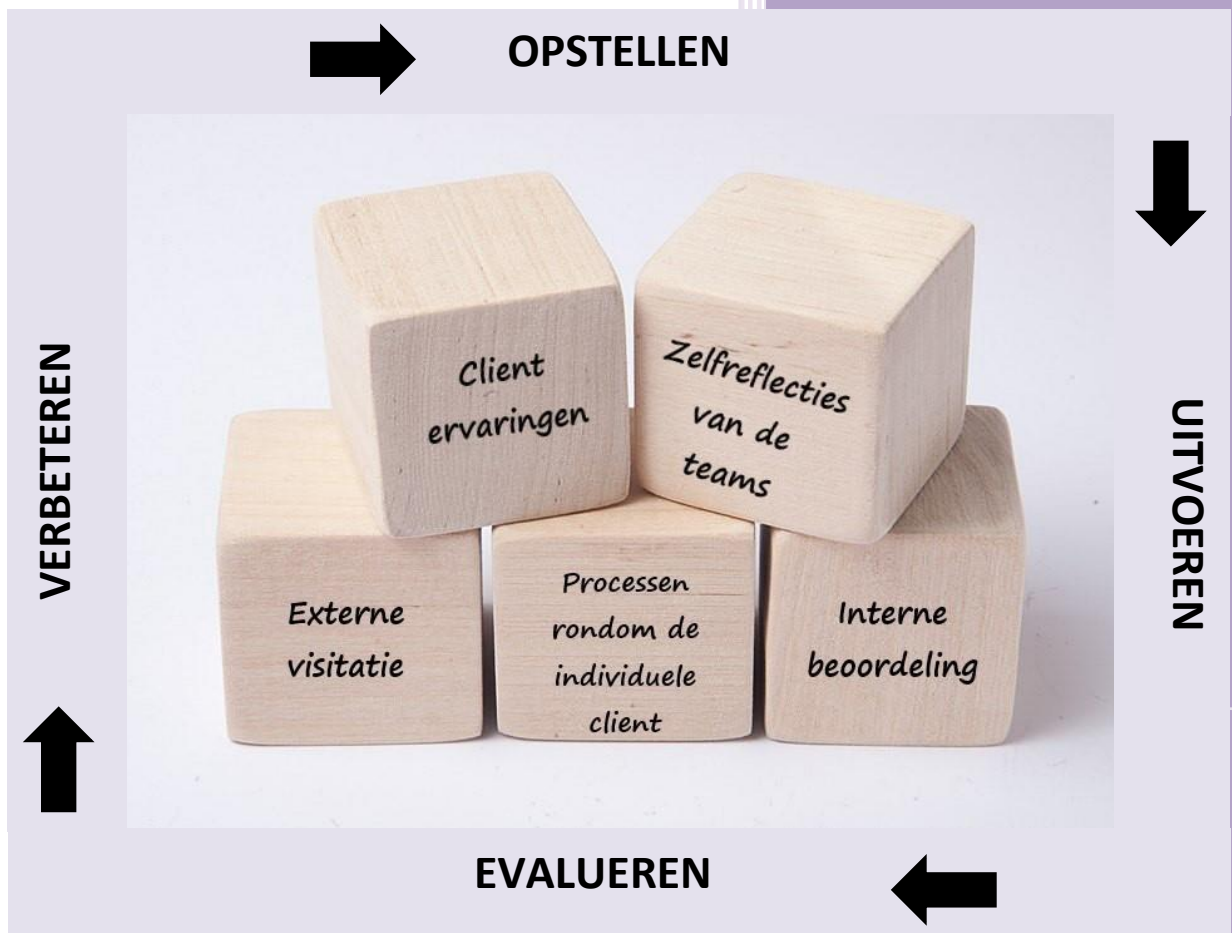 OPSTELLEN
VERBETEREN
UITVOEREN
Client
ervaringen
Zelfreflecties
van de
teams
Externe
visitatie
Processen
rondom de
individuele
client
Interne
beoordeling
EVALUEREN